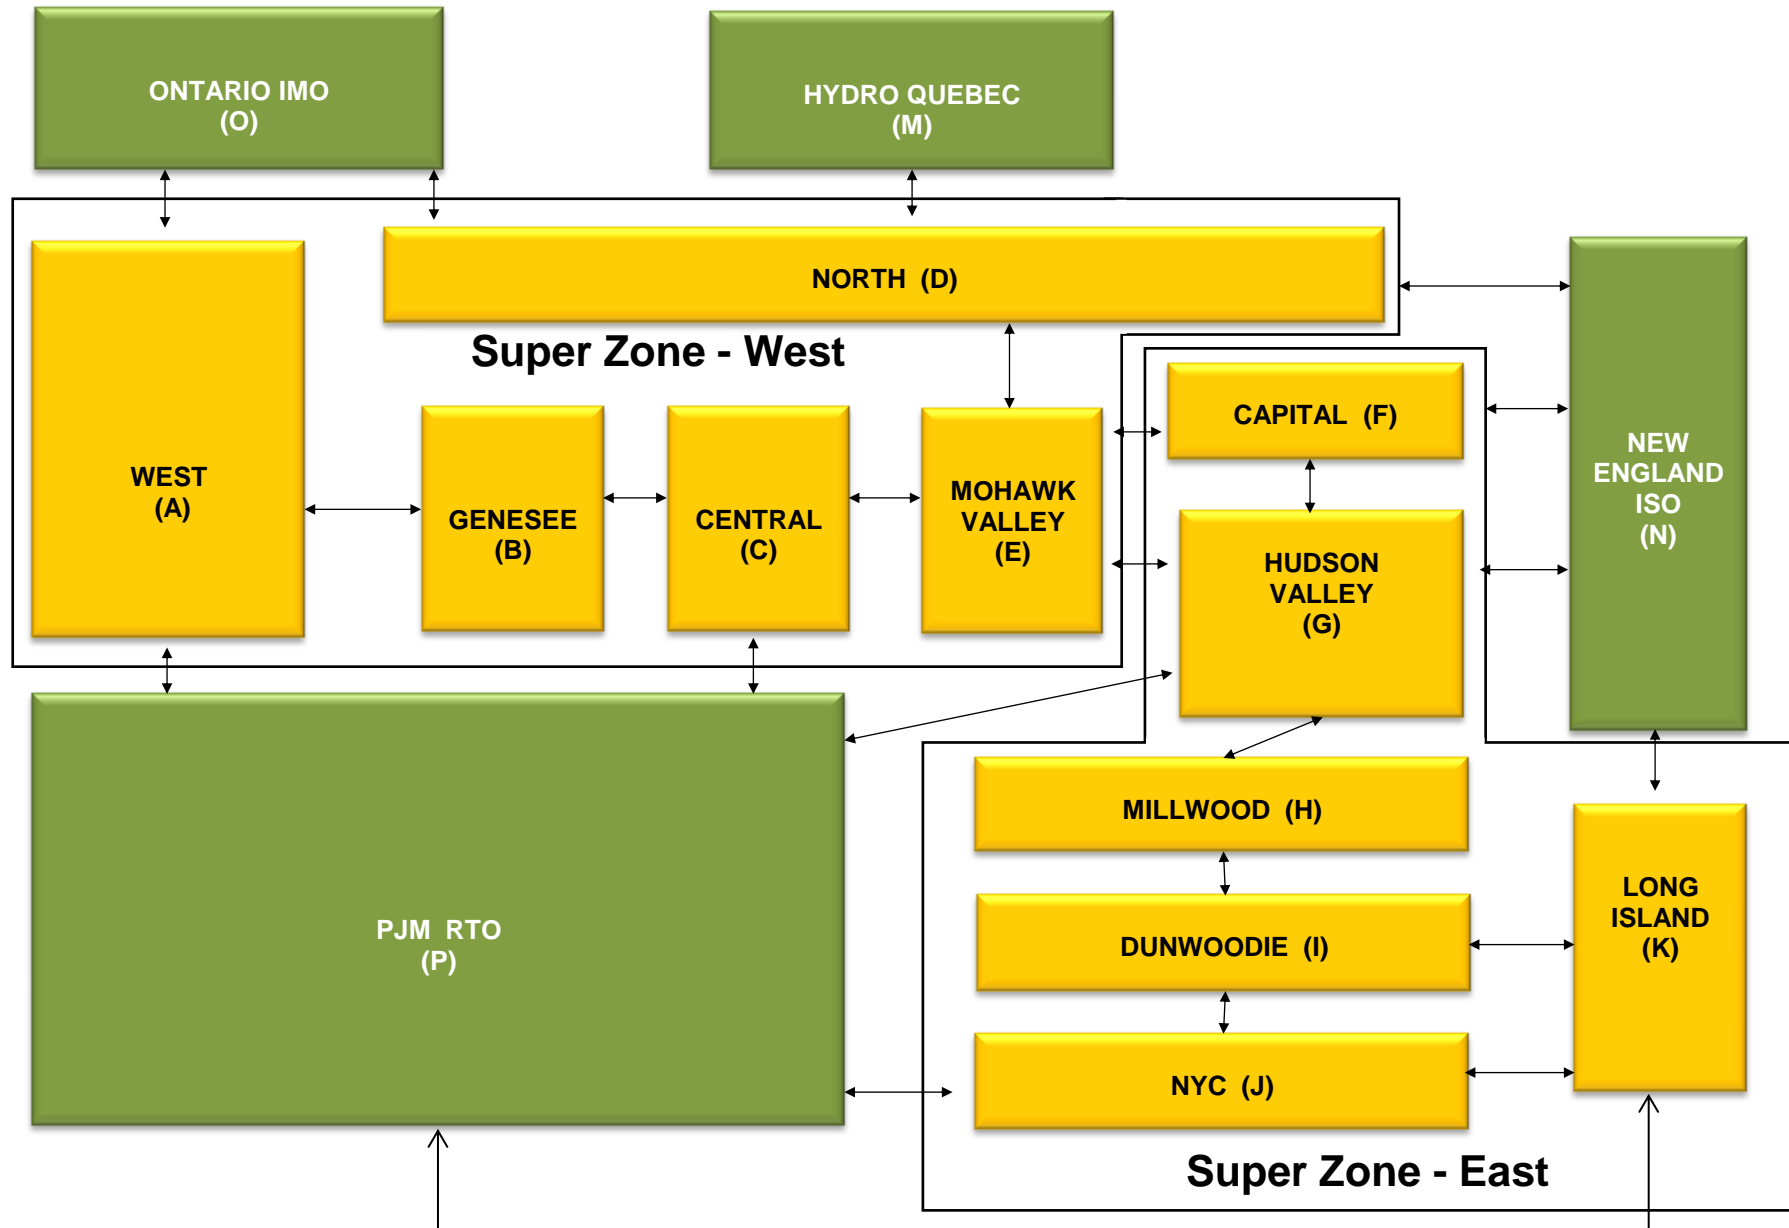 ONTARIO IMO
(O)
HYDRO QUEBEC
(M)
NORTH (D)
Super Zone - West
WEST
(A)
GENESEE
(B)
CENTRAL
(C)
MOHAWK
VALLEY
(E)
CAPITAL (F)
HUDSON
VALLEY
(G)
NEW
ENGLAND
ISO
(N)
MILLWOOD (H)
PJM RTO
(P)
DUNWOODIE (I)
LONG
ISLAND
(K)
NYC (J)
Super Zone - East